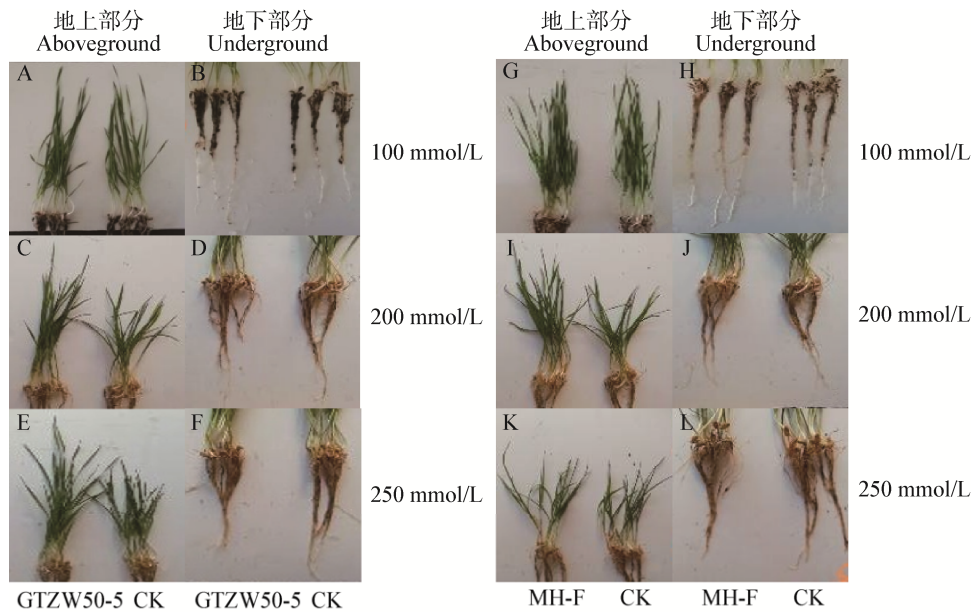 地上部分 地下部分
Aboveground Underground
A B
100 mmol/L
C D
200 mmol/L
E F
250 mmol/L
GTZW50-5 CK GTZW50-5 CK
地上部分 地下部分
Aboveground Underground
G H
100 mmol/L
I J
200 mmol/L
K L
250 mmol/L
MH-F CK MH-F CK